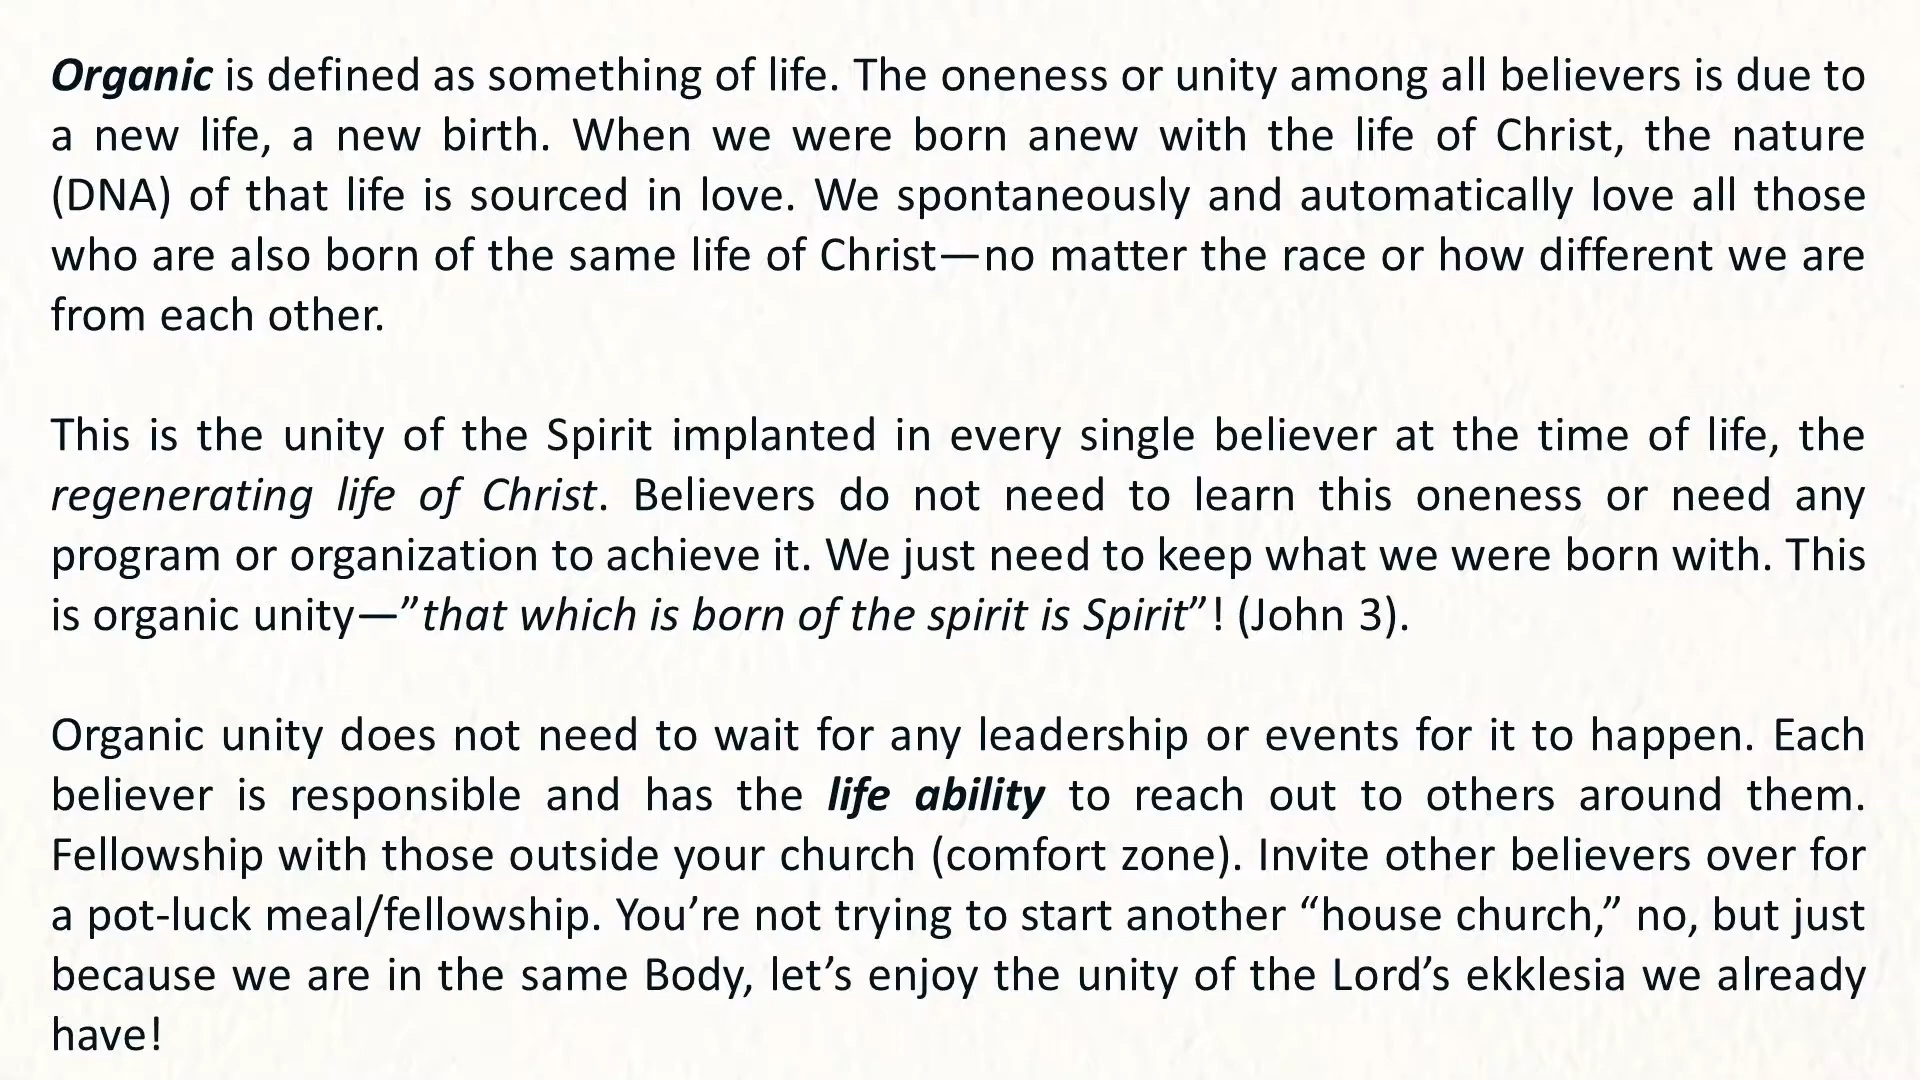 Organic is defined as something of life. The oneness or unity among all believers is due to
a new life, a new birth. When we were born anew with the life of Christ, the nature
(DNA) of that life is sourced in love. We spontaneously and automatically love all those
who are also born of the same life of Christ—no matter the race or how different we are
from each other.
This is the unity of the Spirit implanted in every single believer at the time of life, the
regenerating life of Christ. Believers do not need to learn this oneness or need any
program or organization to achieve it. We just need to keep what we were born with. This
is organic unity—”that which is born of the spirit is Spirit”! (John 3).
Organic unity does not need to wait for any leadership or events for it to happen. Each
believer is responsible and has the life ability to reach out to others around them.
Fellowship with those outside your church (comfort zone). Invite other believers over for
a pot-luck meal/fellowship. You’re not trying to start another “house church,” no, but just
because we are in the same Body, let’s enjoy the unity of the Lord’s ekklesia we already
have!